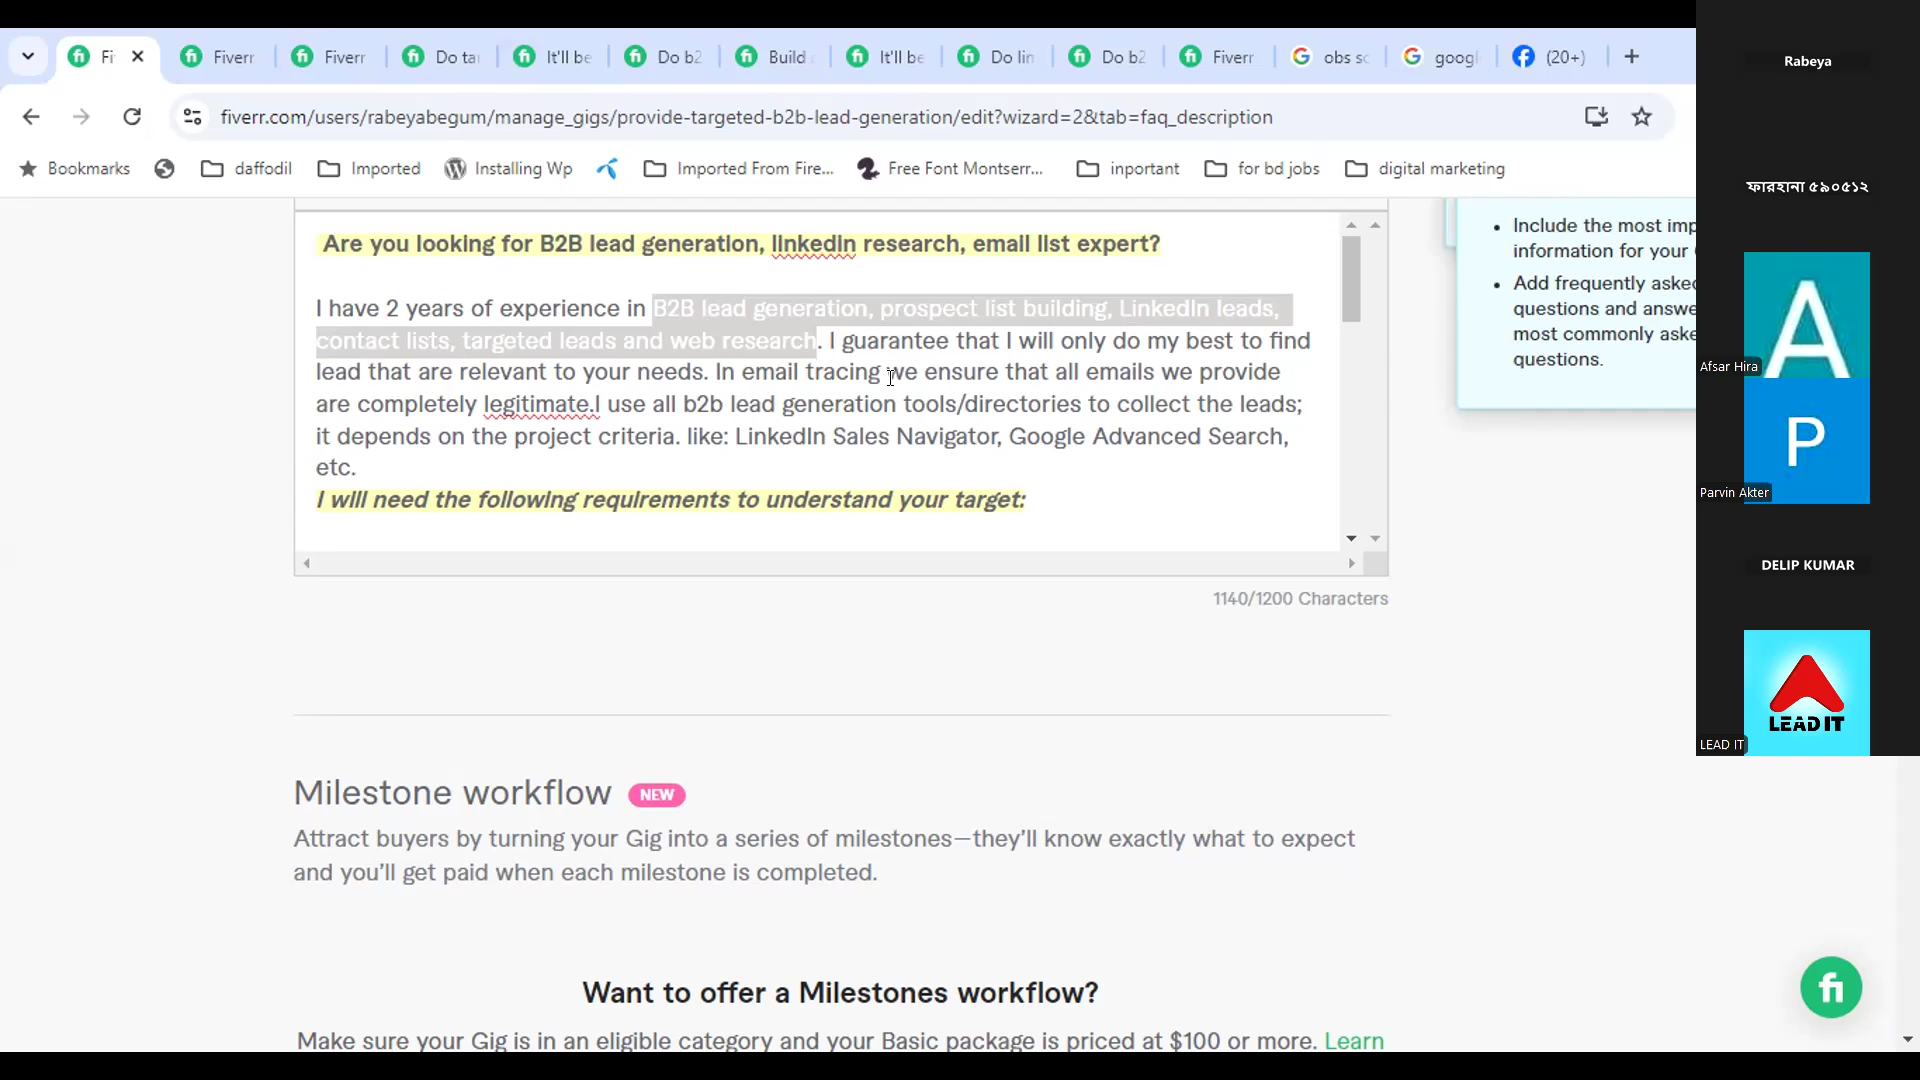 Fi
Fiverr
Fiverr
Do tar
It'll be
Do b2
Build
It'll be
Do lin
Do b2
Fiverr
obs sc
googl
(20+)
fiverr.com/users/rabeyabegum/manage_gigs/provide-targeted-b2b-lead-generation/edit?wizard=2&tab=faq_description
Bookmarks
daffodil
Imported
Installing Wp
Imported From Fire...
Free Font Montserr...
inportant
for bd jobs
digital marketing
Are you looking for B2B lead generation, linkedin research, email list expert?
I have 2 years of experience in B2B lead generation, prospect list building, LinkedIn leads,
contact lists, targeted leads and web research. I guarantee that I will only do my best to find
lead that are relevant to your needs. In email tracing we ensure that all emails we provide
are completely legitimate.I use all b2b lead generation tools/directories to collect the leads;
it depends on the project criteria. like: LinkedIn Sales Navigator, Google Advanced Search,
etc.
I will need the following requirements to understand your target:
1140/1200 Characters
Include the most imp
information for your
Add frequently asked
questions and answe
most commonly aske
questions.
Milestone workflow NEW
Attract buyers by turning your Gig into a series of milestones—they'll know exactly what to expect
and you'll get paid when each milestone is completed.
Want to offer a Milestones workflow?
Make sure your Gig is in an eligible category and your Basic package is priced at $100 or more. Learn
fi
Rabeya
ফারহানা ৫৯০৫১২
A
Afsar Hira
P
Parvin Akter
DELIP KUMAR
LEAD IT
LEAD IT